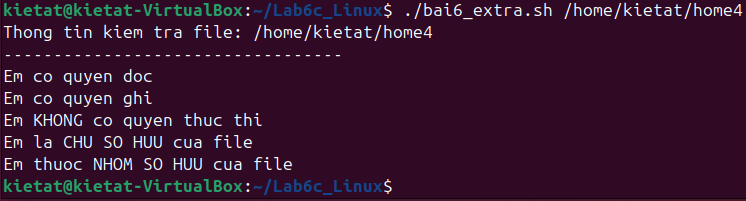 kietat@kietat-VirtualBox:~/Lab6c_Linux$ ./bai6_extra.sh /home/kietat/home4
Thong tin kiem tra file: /home/kietat/home4
---------------------------------
Em co quyen doc
Em co quyen ghi
Em KHONG co quyen thuc thi
Em la CHU SO HUU cua file
Em thuoc NHOM SO HUU cua file
kietat@kietat-VirtualBox:~/Lab6c_Linux$